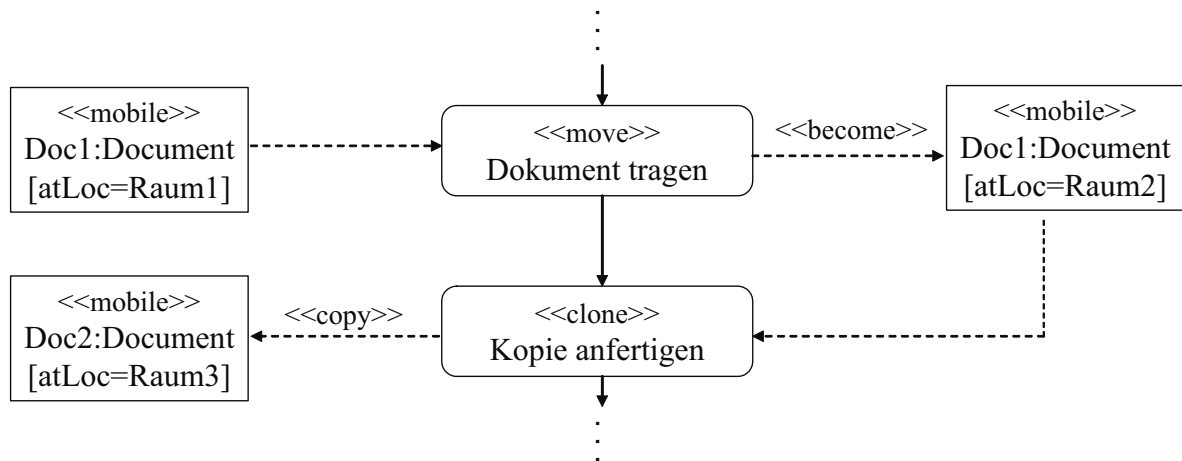 <<mobile>>
Doc1:Document
[atLoc=Raum1]
<<move>>
Dokument tragen
<<become>>
<<mobile>>
Doc1:Document
[atLoc=Raum2]
<<mobile>>
Doc2:Document
[atLoc=Raum3]
<<copy>>
<<clone>>
Kopie anfertigen